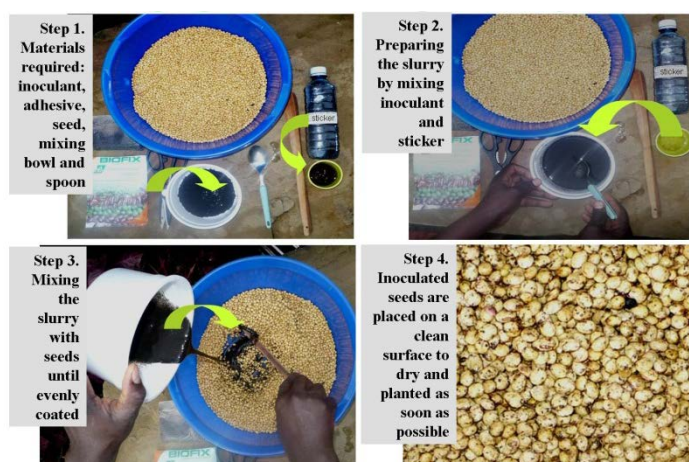 Step 1.
Materials
required:
inoculant,
adhesive,
seed,
mixing
bowl and
spoon
sticker
BIOFIX
Step 2.
Preparing
the slurry
by mixing
inoculant
and
sticker
sticker
BIOFIX
Step 3.
Mixing
the
slurry
with
seeds
until
evenly
coated
BIOFIX
Step 4.
Inoculated
seeds are
placed on a
clean
surface to
dry and
planted as
soon as
possible